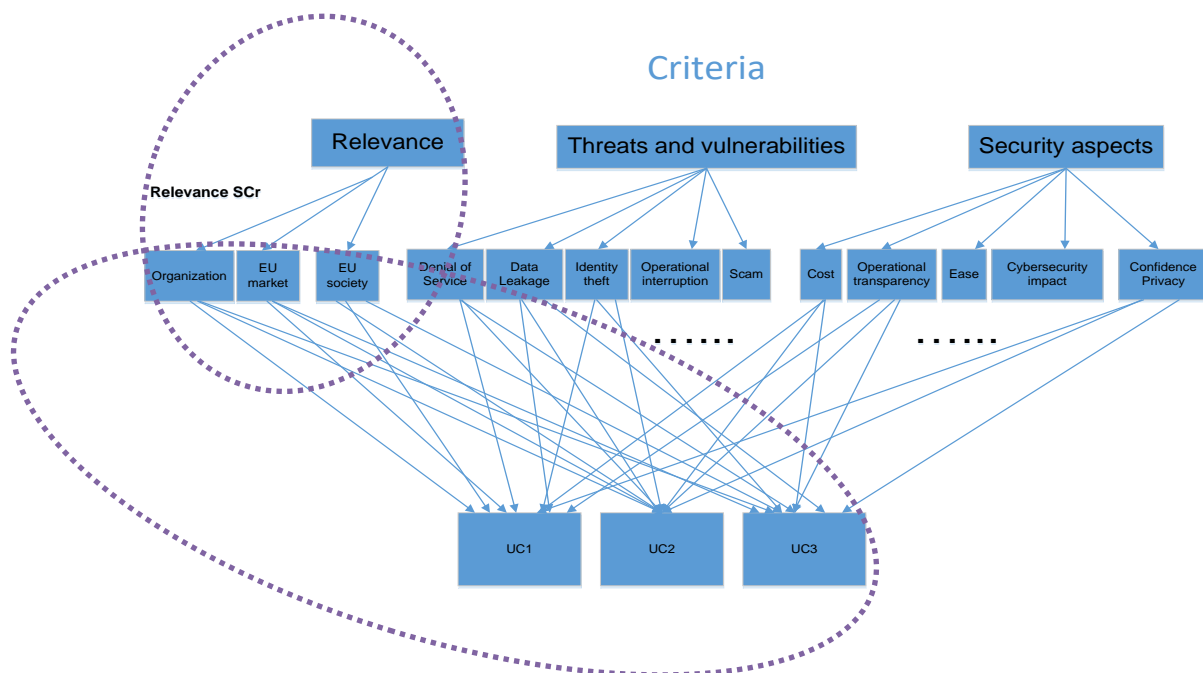 Criteria
Relevance
Threats and vulnerabilities
Security aspects
Relevance SCr
Organization
EU
market
EU
society
Denial of
Service
Data
Leakage
Identity
theft
Operational
interruption
Scam
Cost
Operational
transparency
Ease
Cybersecurity
impact
Confidence
Privacy
......
......
UC1
UC2
UC3